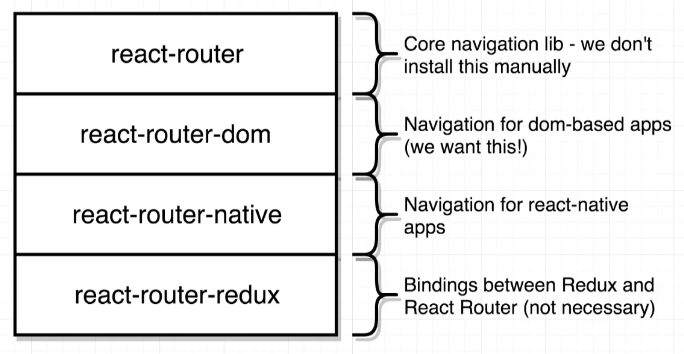 react-router
Core navigation lib - we don't
install this manually
react-router-dom
Navigation for dom-based apps
(we want this!)
react-router-native
Navigation for react-native
apps
react-router-redux
Bindings between Redux and
React Router (not necessary)